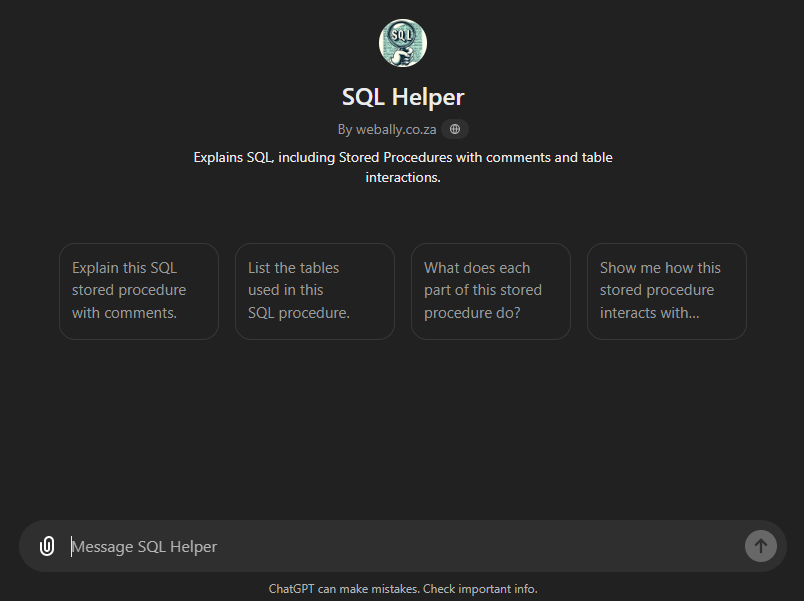 SQL
SQL Helper
By webally.co.za
Explains SQL, including Stored Procedures with comments and table
interactions.
Explain this SQL
stored procedure
with comments.
List the tables
used in this
SQL procedure.
What does each
part of this stored
procedure do?
Show me how this
stored procedure
interacts with...
Message SQL Helper
ChatGPT can make mistakes. Check important info.